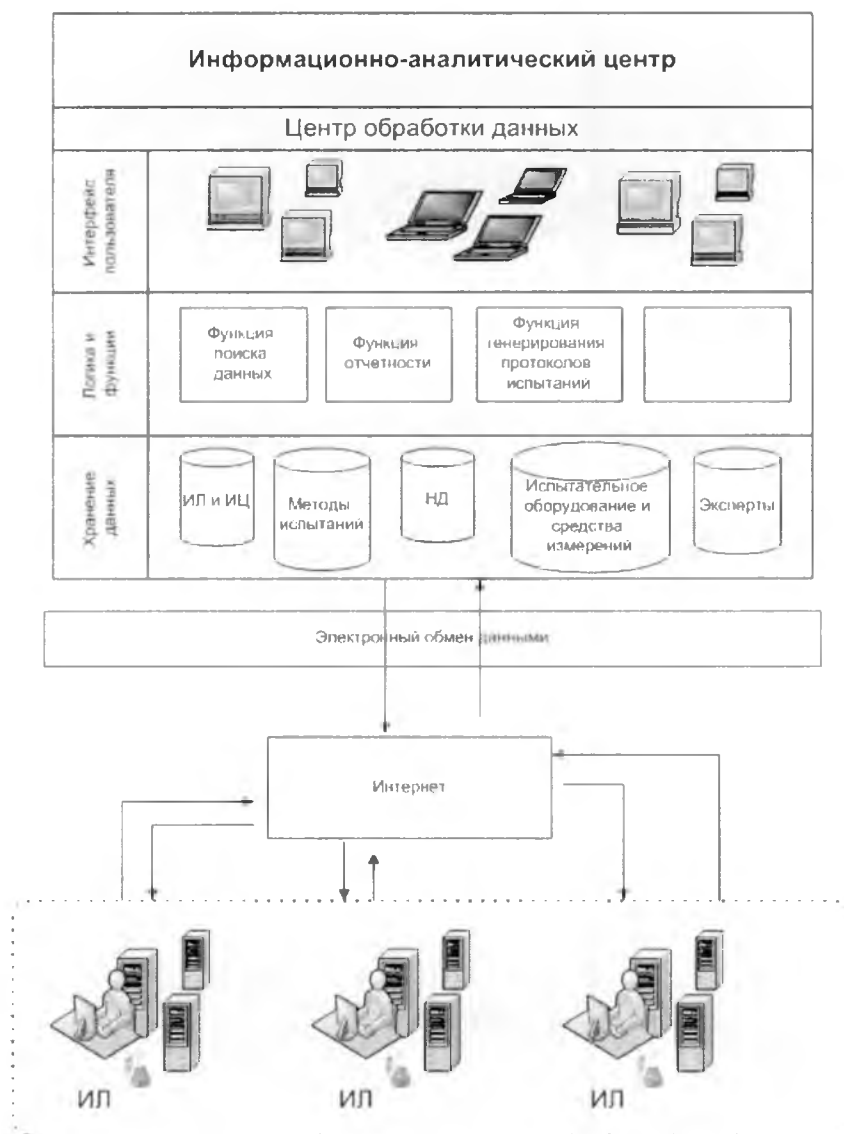 Информационно-аналитический центр
Центр обработки данных
Интерфейс
пользователя
Логика и
функции
Функция
поиска
данных
Функция
отчетности
Функция
генерирования
протоколов
испытаний
Хранение
данных
ИЛ и ИЦ
Методы
испытаний
НД
Испытательное
оборудование и
средства
измерений
Эксперты
Электронный обмен данными
Интернет
ИЛ
ИЛ
ИЛ